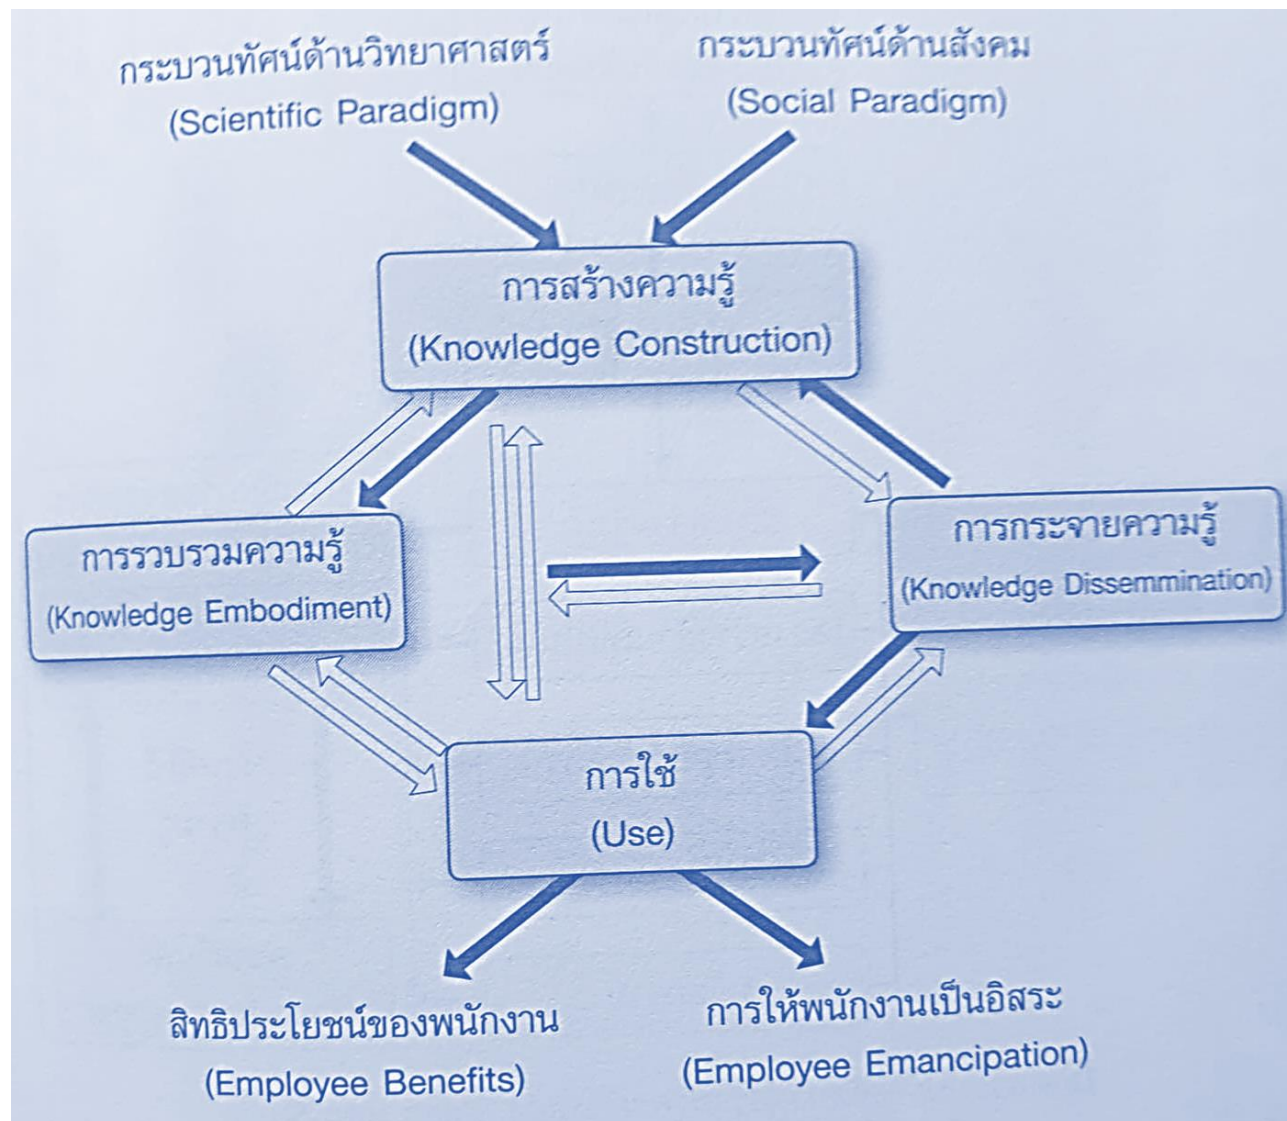 กระบวนทัศน์ด้านวิทยาศาสตร์
(Scientific Paradigm)
กระบวนทัศน์ด้านสังคม
(Social Paradigm)
การสร้างความรู้
(Knowledge Construction)
การรวบรวมความรู้
(Knowledge Embodiment)
การกระจายความรู้
(Knowledge Dissemmination)
การใช้
(Use)
สิทธิประโยชน์ของพนักงาน
(Employee Benefits)
การให้พนักงานเป็นอิสระ
(Employee Emancipation)